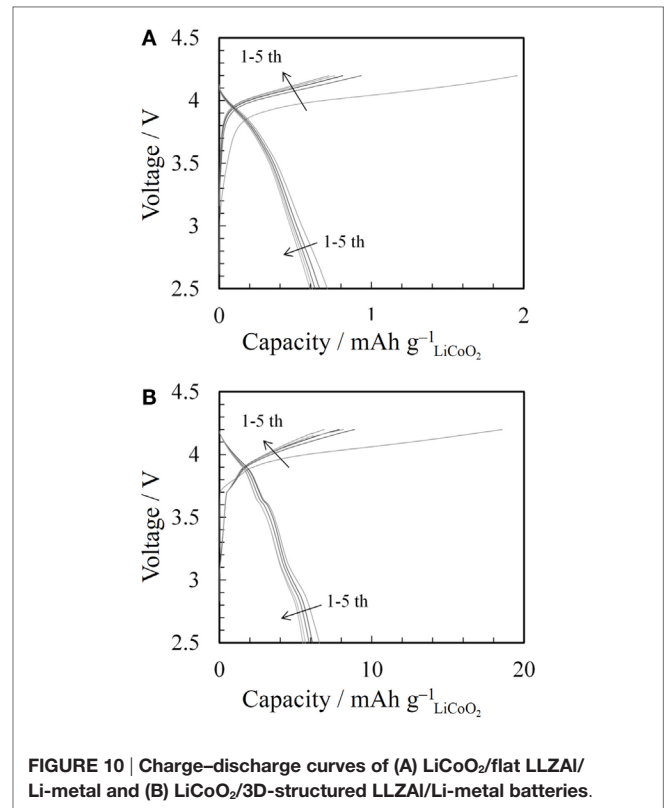 A
4.5
4
3.5
3
2.5
Voltage / V
1-5 th
1-5 th
0 1 2
Capacity / mAh g⁻¹LiCoO₂
B
4.5
4
3.5
3
2.5
Voltage / V
1-5 th
1-5 th
0 10 20
Capacity / mAh g⁻¹LiCoO₂
FIGURE 10 | Charge–discharge curves of (A) LiCoO₂/flat LLZAl/
Li-metal and (B) LiCoO₂/3D-structured LLZAl/Li-metal batteries.